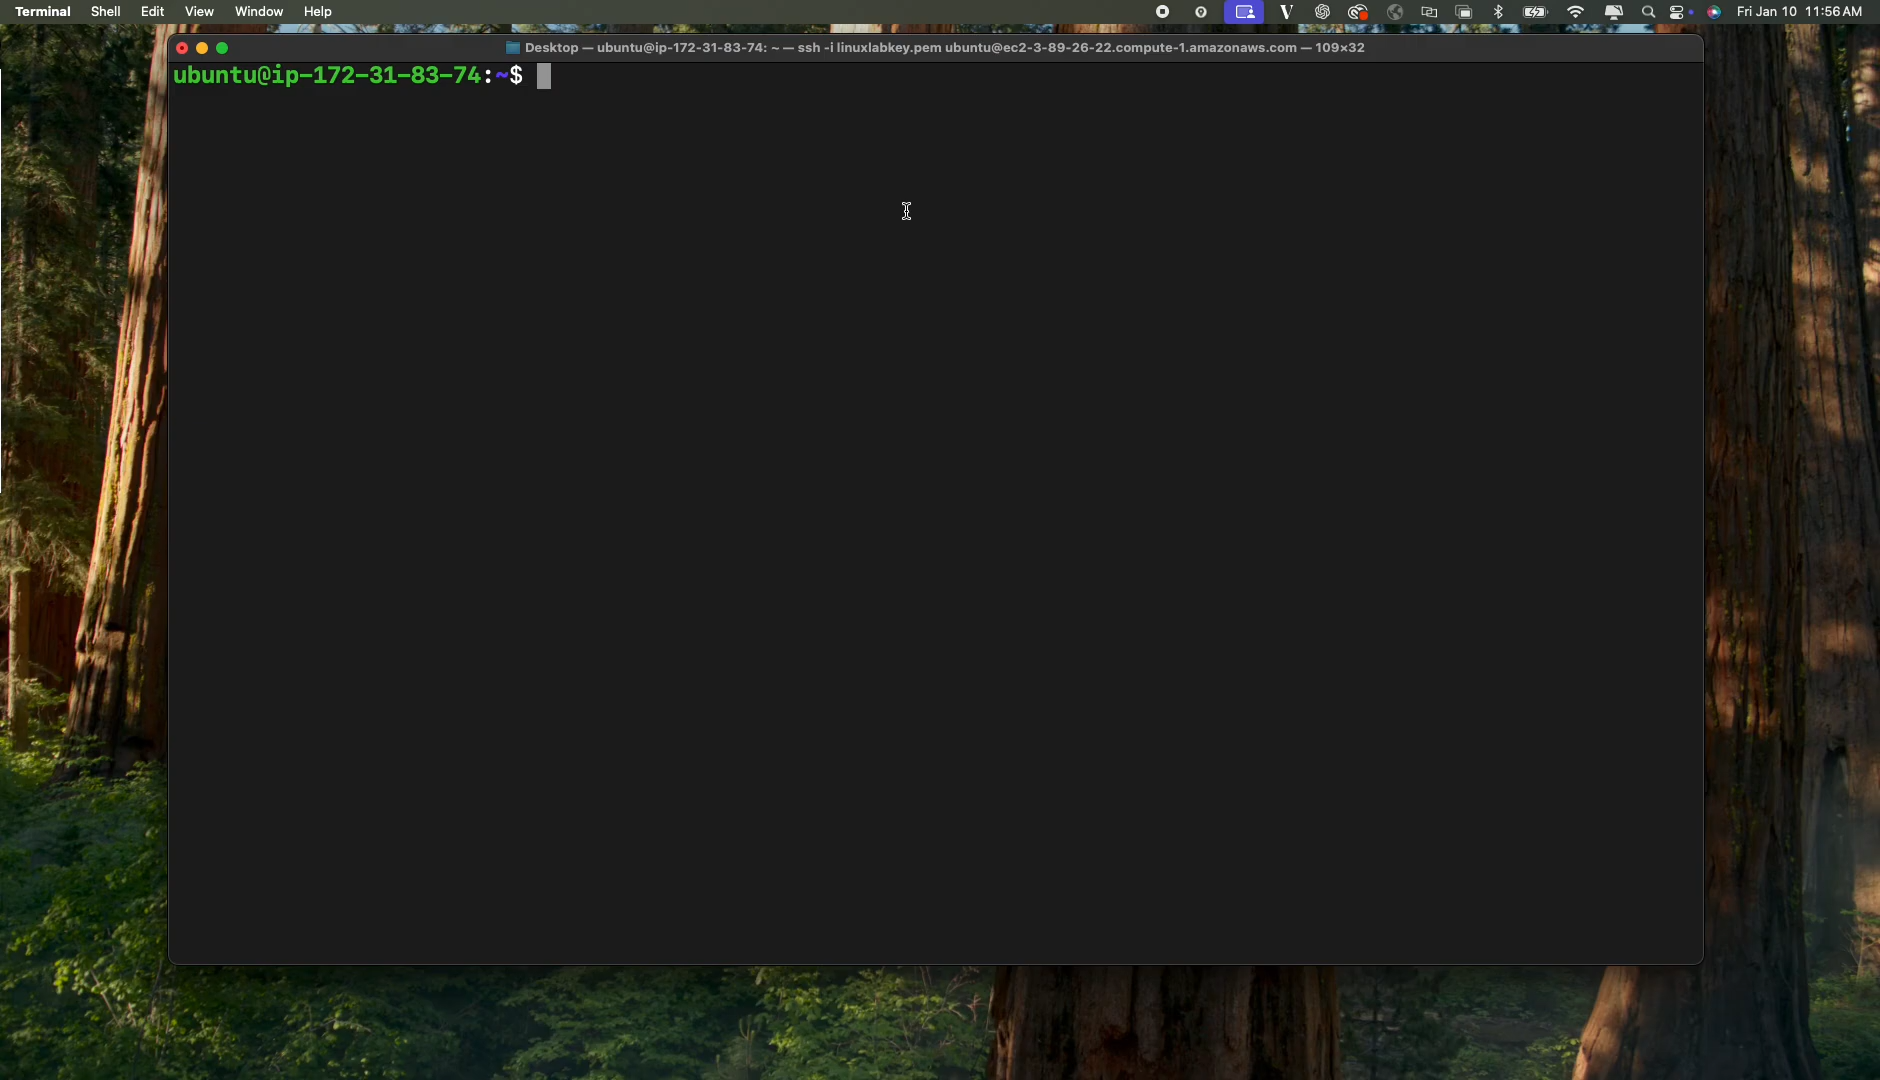 Terminal Shell Edit View Window Help Fri Jan 10 11:56 AM
Desktop — ubuntu@ip-172-31-83-74: ~ — ssh -i linuxlabkey.pem ubuntu@ec2-3-89-26-22.compute-1.amazonaws.com — 109×32
ubuntu@ip-172-31-83-74:~$